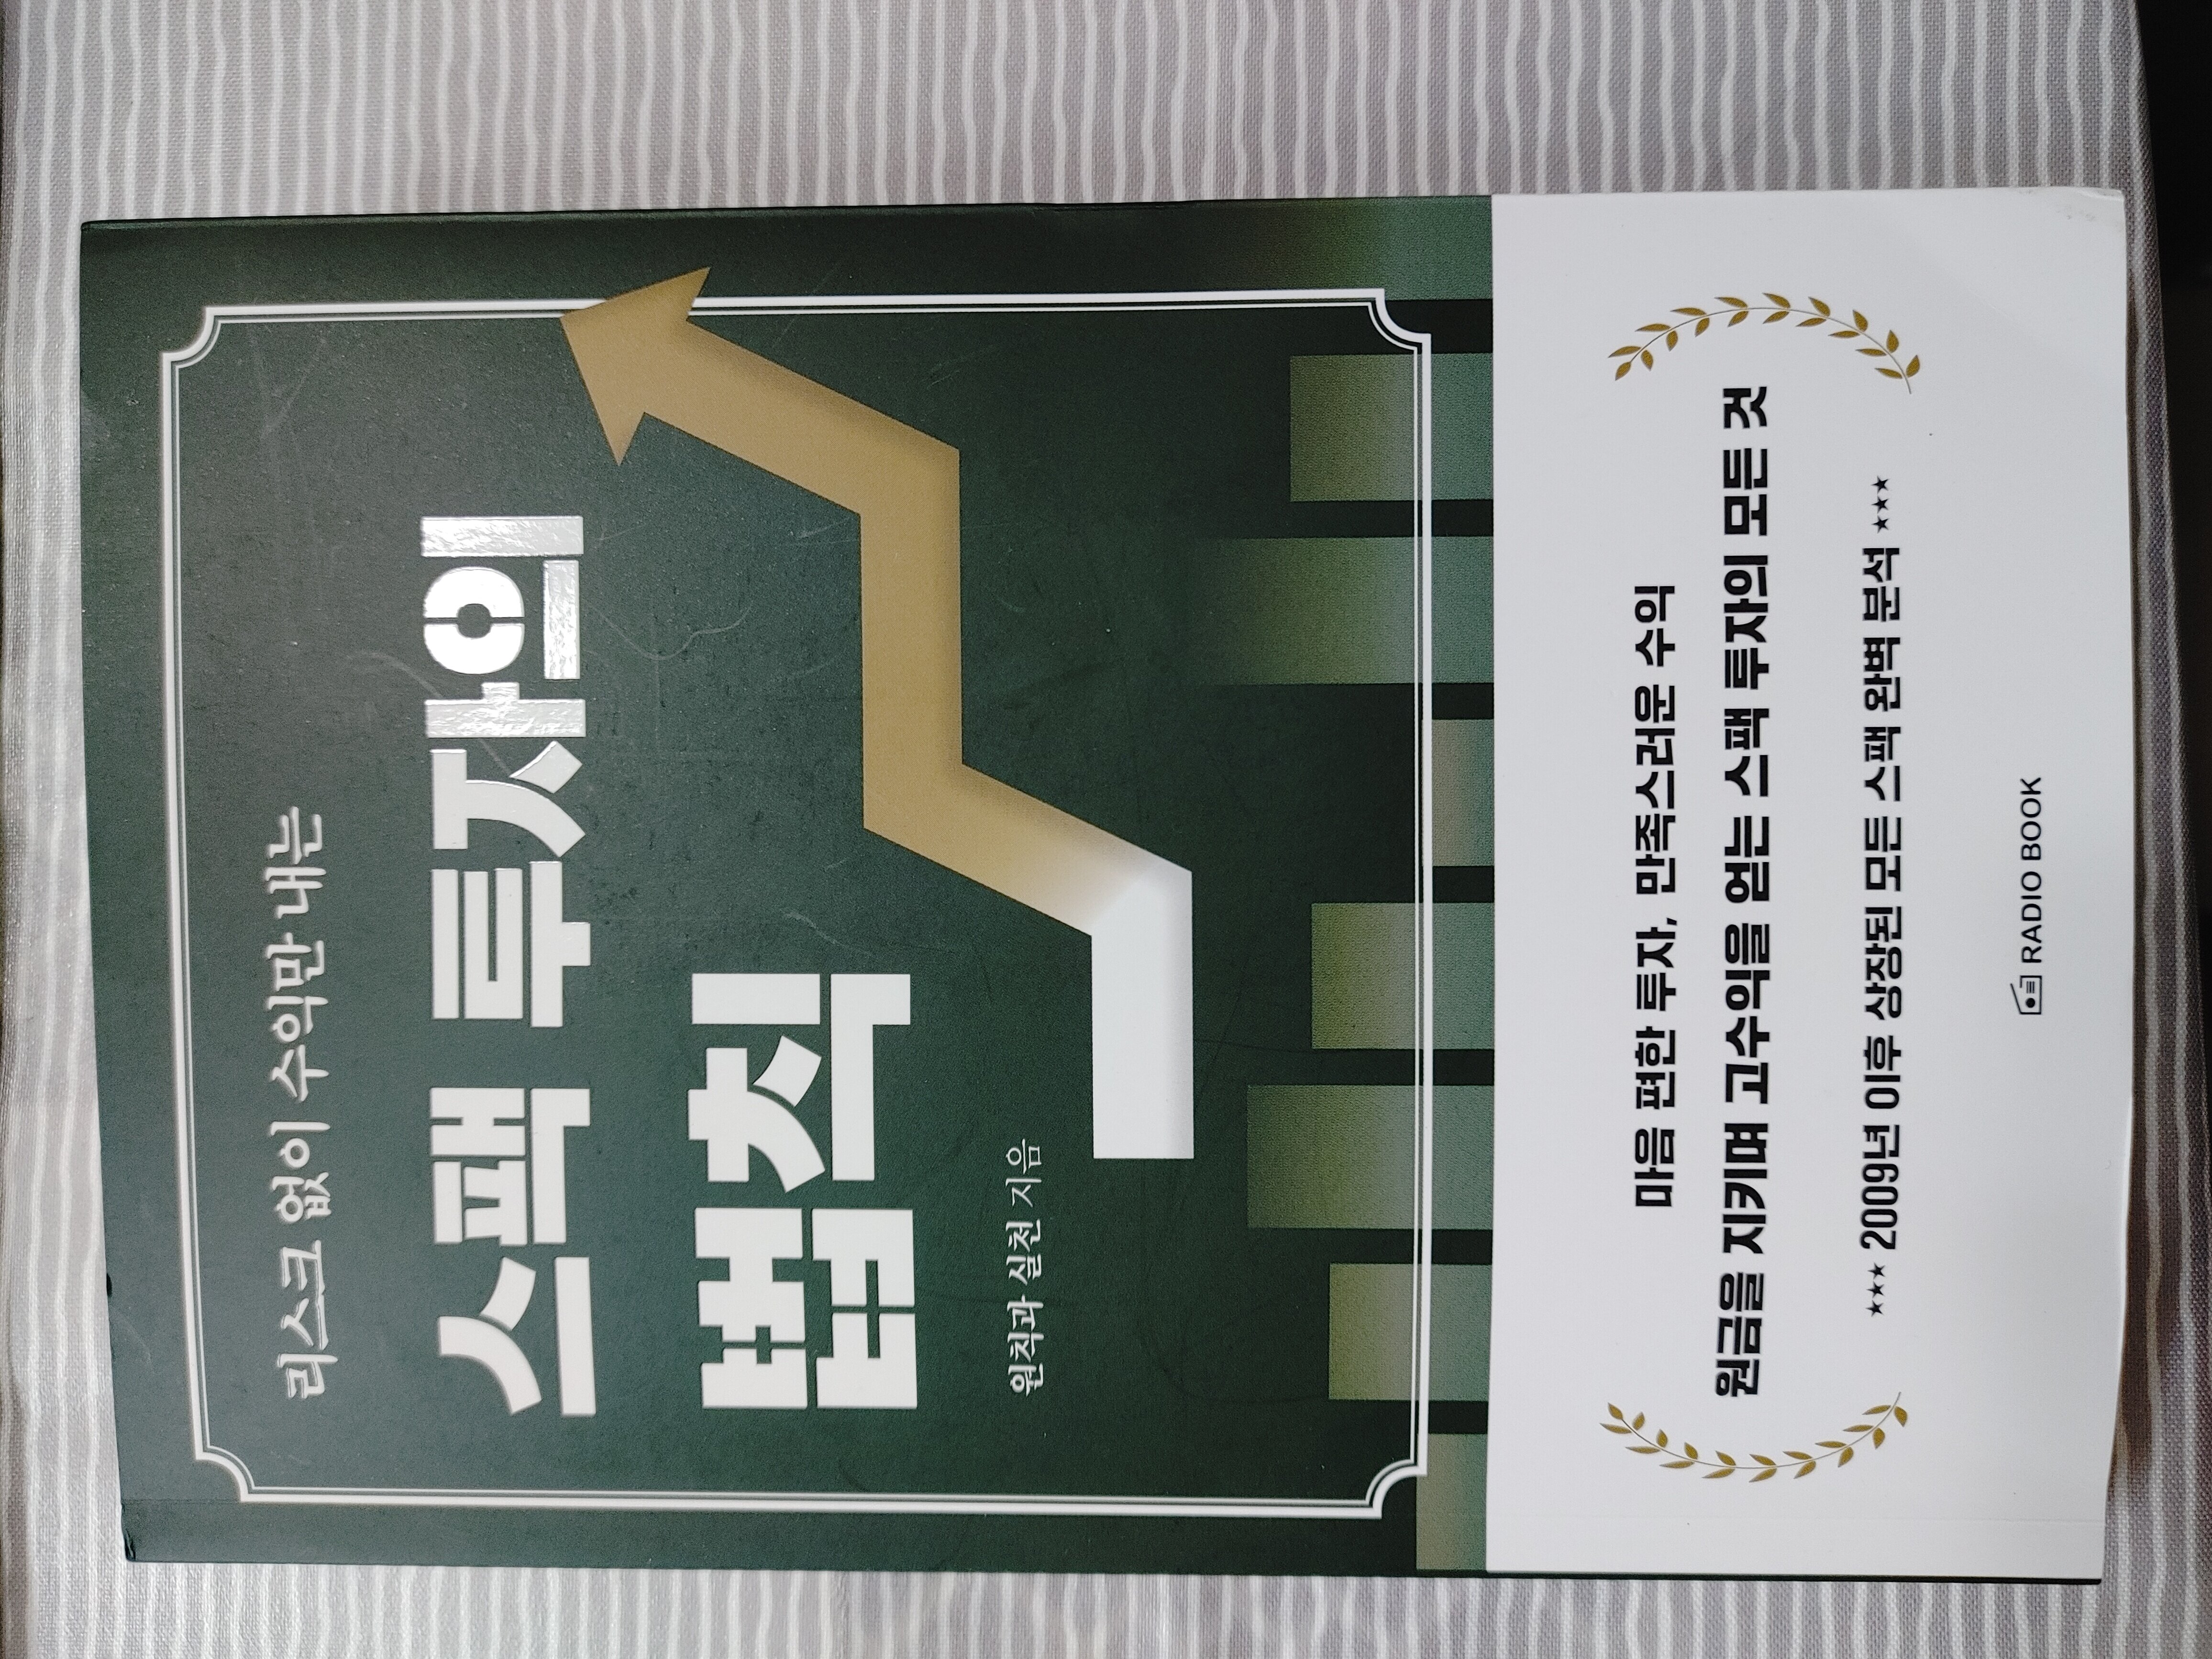 리스크 없이 수익만 내는
스팩 투자의
법칙
원칙과 실천 지음
마음 편한 투자, 만족스러운 수익
원금을 지키며 고수익을 얻는 스팩 투자의 모든 것
★★★ 2009년 이후 상장된 모든 스팩 완벽 분석 ★★★
RADIO BOOK